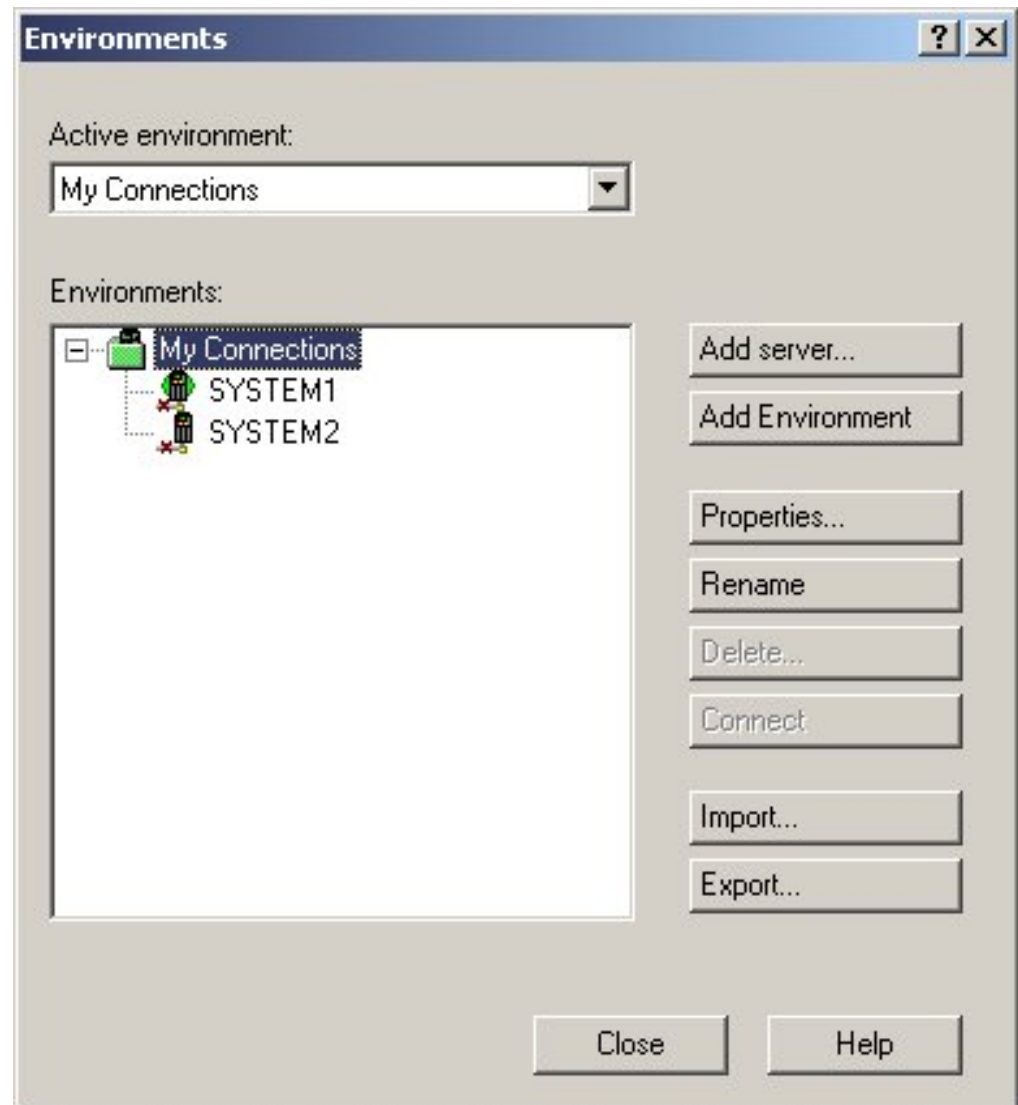 Environments
Active environment:
My Connections
Environments:
My Connections
SYSTEM1
SYSTEM2
Add server...
Add Environment
Properties...
Rename
Delete...
Connect
Import...
Export...
Close
Help